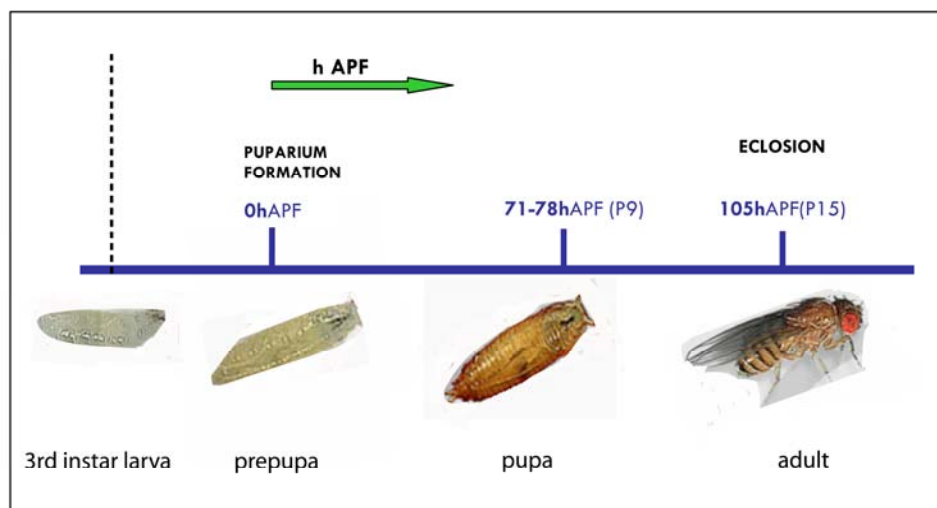 h APF
PUPARIUM
FORMATION
ECLOSION
0hAPF
71-78hAPF (P9)
105hAPF(P15)
3rd instar larva
prepupa
pupa
adult